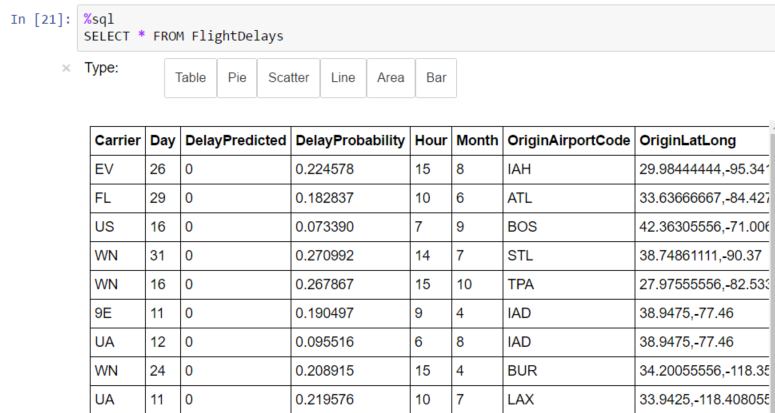 In [21]: %sql
SELECT * FROM FlightDelays
× Type: Table Pie Scatter Line Area Bar
Carrier Day DelayPredicted DelayProbability Hour Month OriginAirportCode OriginLatLong
EV 26 0 0.224578 15 8 IAH 29.98444444,-95.341
FL 29 0 0.182837 10 6 ATL 33.63666667,-84.427
US 16 0 0.073390 7 9 BOS 42.36305556,-71.006
WN 31 0 0.270992 14 7 STL 38.74861111,-90.37
WN 16 0 0.267867 15 10 TPA 27.97555556,-82.533
9E 11 0 0.190497 9 4 IAD 38.9475,-77.46
UA 12 0 0.095516 6 8 IAD 38.9475,-77.46
WN 24 0 0.208915 15 4 BUR 34.20055556,-118.35
UA 11 0 0.219576 10 7 LAX 33.9425,-118.408055